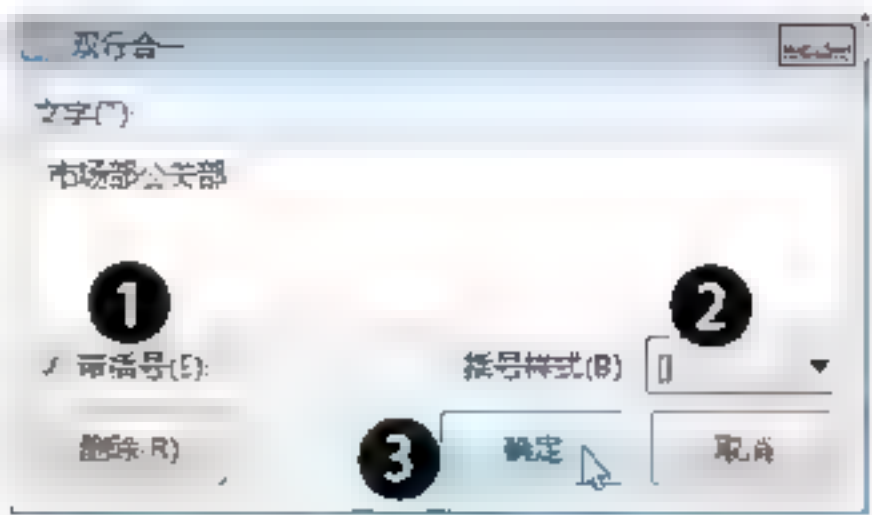 双行合一
文字(T):
市场部公关部
1
2
带括号(E):
括号样式(B)
[]
删除(R)
3
确定
取消